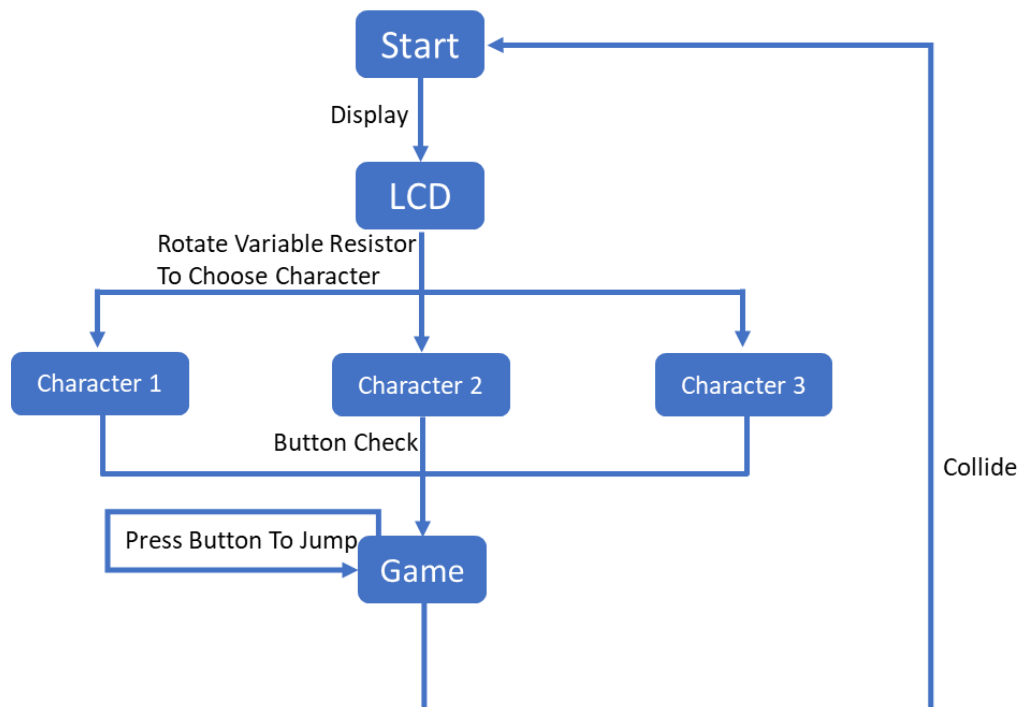 Start
Display
LCD
Rotate Variable Resistor
To Choose Character
Character 1
Character 2
Character 3
Button Check
Collide
Press Button To Jump
Game